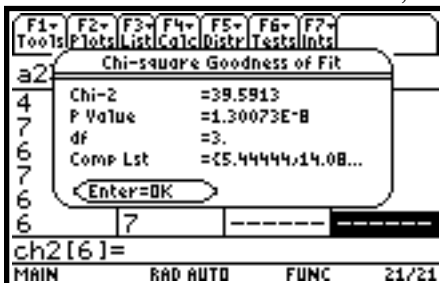 F1- F2- F3- F4- F5- F6- F7-
Tools Plots List Calc Distr Tests Ints
Chi-square Goodness of Fit
a2
Chi-2 =39.5913
P Value =1.30073E-8
df =3.
Comp Lst ={5.44444,14.08...
Enter=OK
4
7
6
7
6
6 7 ------ ------
ch2[6]=
MAIN RAD AUTO FUNC 21/21